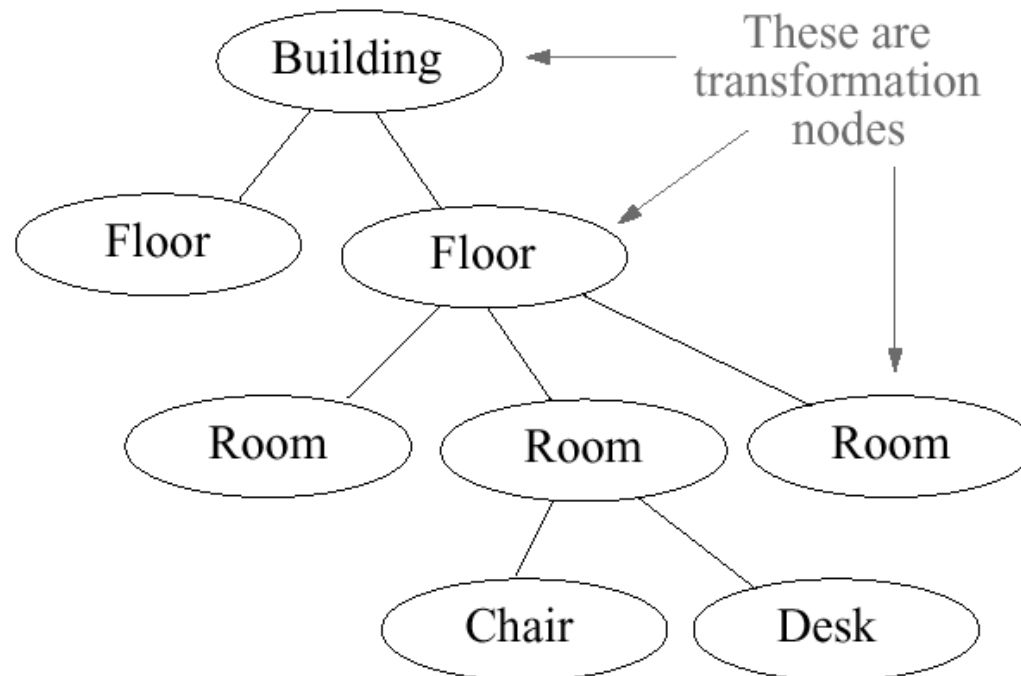 Building
These are
transformation
nodes
Floor
Floor
Room
Room
Room
Chair
Desk